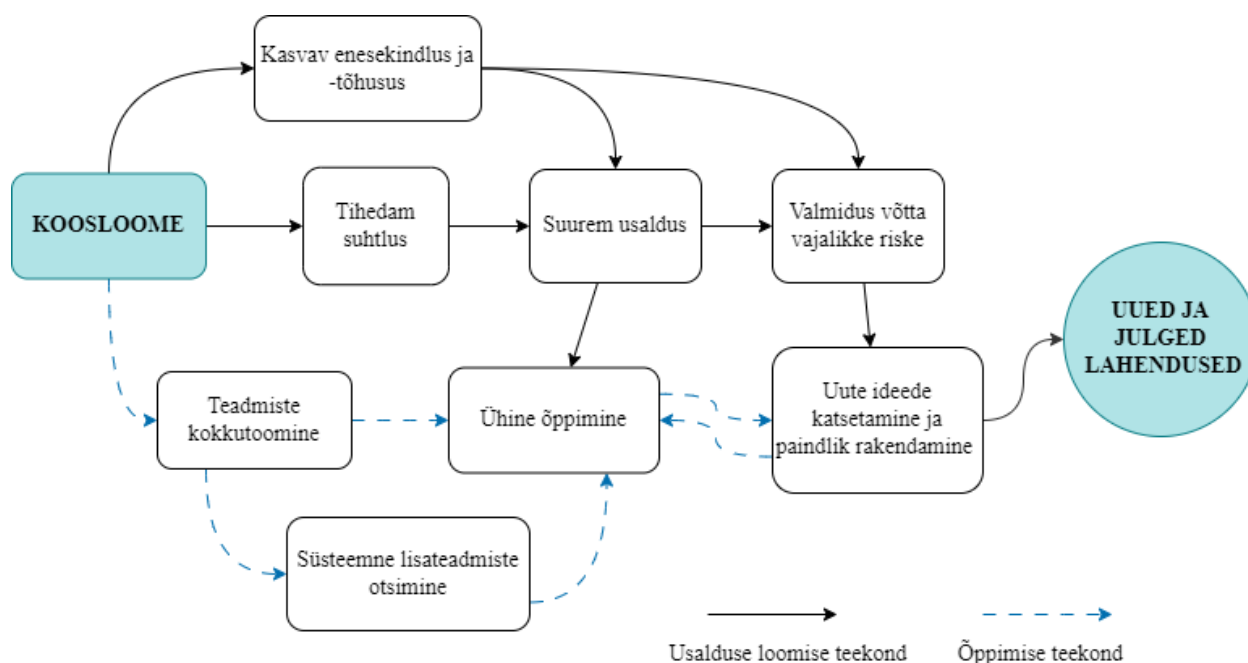 Kasvav enesekindlus ja
-tõhusus
KOOSLOOME
Tihedam
suhtlus
Suurem usaldus
Valmidus võtta
vajalikke riske
UUED JA
JULGED
LAHENDUSED
Teadmiste
kokkutoomine
Ühine õppimine
Uute ideede
katsetamine ja
paindlik rakendamine
Süsteemne lisateadmiste
otsimine
Usalduse loomise teekond
Õppimise teekond